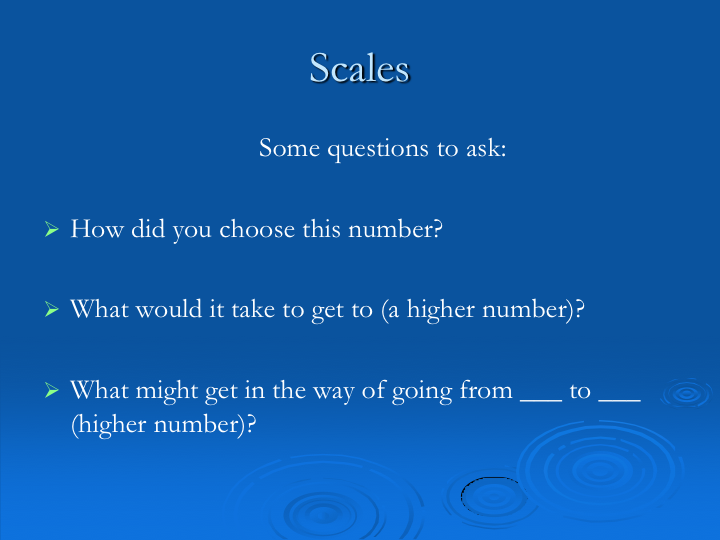 Scales
Some questions to ask:
How did you choose this number?
What would it take to get to (a higher number)?
What might get in the way of going from ___ to ___
(higher number)?